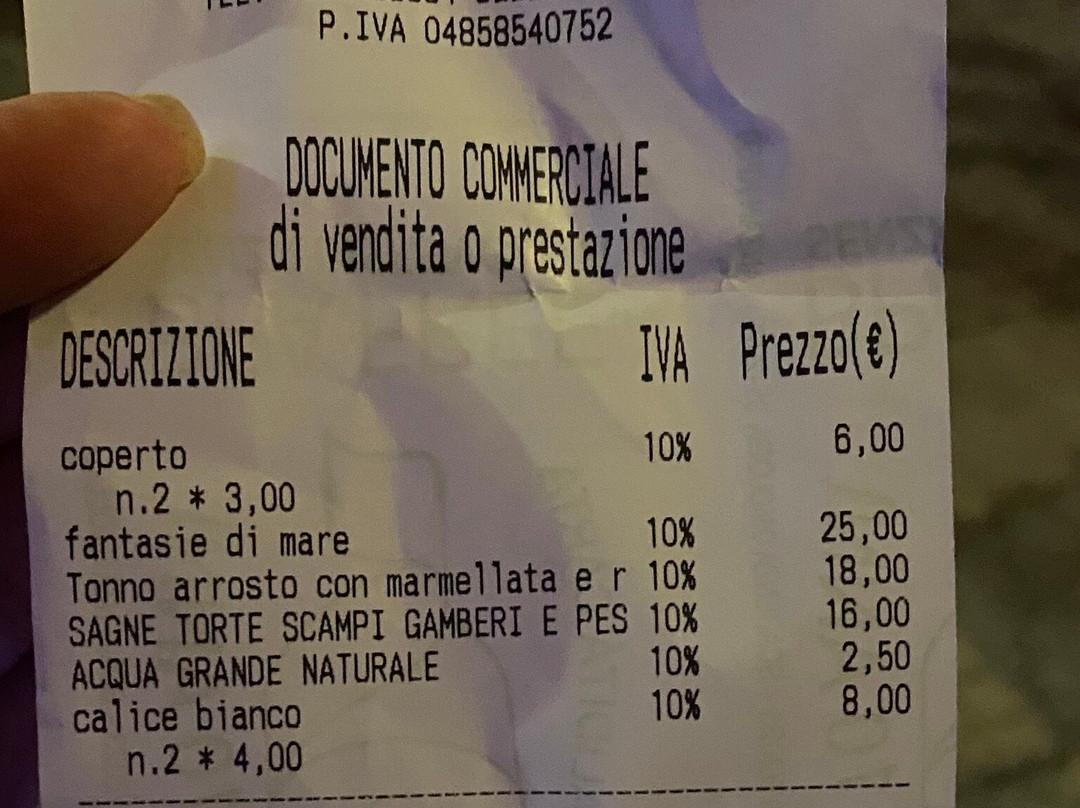 P.IVA 04858540752
DOCUMENTO COMMERCIALE
di vendita o prestazione
DESCRIZIONE IVA Prezzo(€)
coperto 10% 6,00
n.2 * 3,00
fantasie di mare 10% 25,00
Tonno arrosto con marmellata e r 10% 18,00
SAGNE TORTE SCAMPI GAMBERI E PES 10% 16,00
ACQUA GRANDE NATURALE 10% 2,50
calice bianco 10% 8,00
n.2 * 4,00